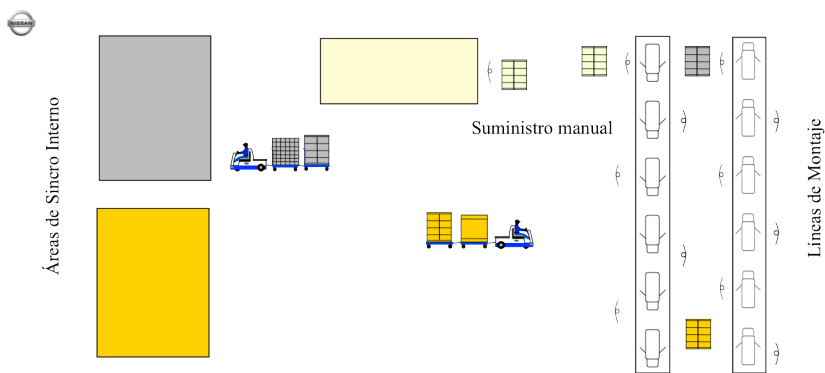 NISSAN
Áreas de Sincro Interno
Suministro manual
Líneas de Montaje